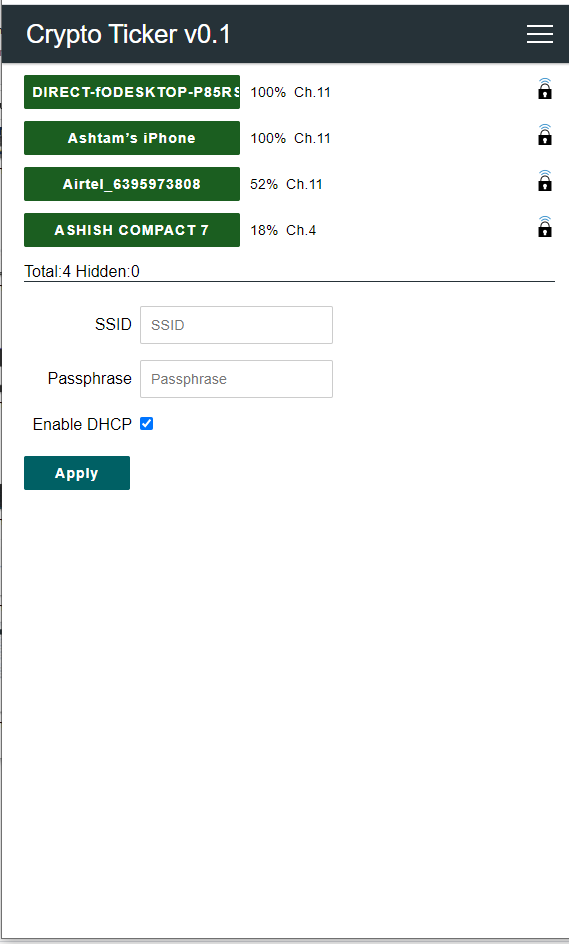 Crypto Ticker v0.1
DIRECT-fODESKTOP-P85RS 100% Ch.11
Ashtam’s iPhone 100% Ch.11
Airtel_6395973808 52% Ch.11
ASHISH COMPACT 7 18% Ch.4
Total:4 Hidden:0
SSID SSID
Passphrase Passphrase
Enable DHCP
Apply